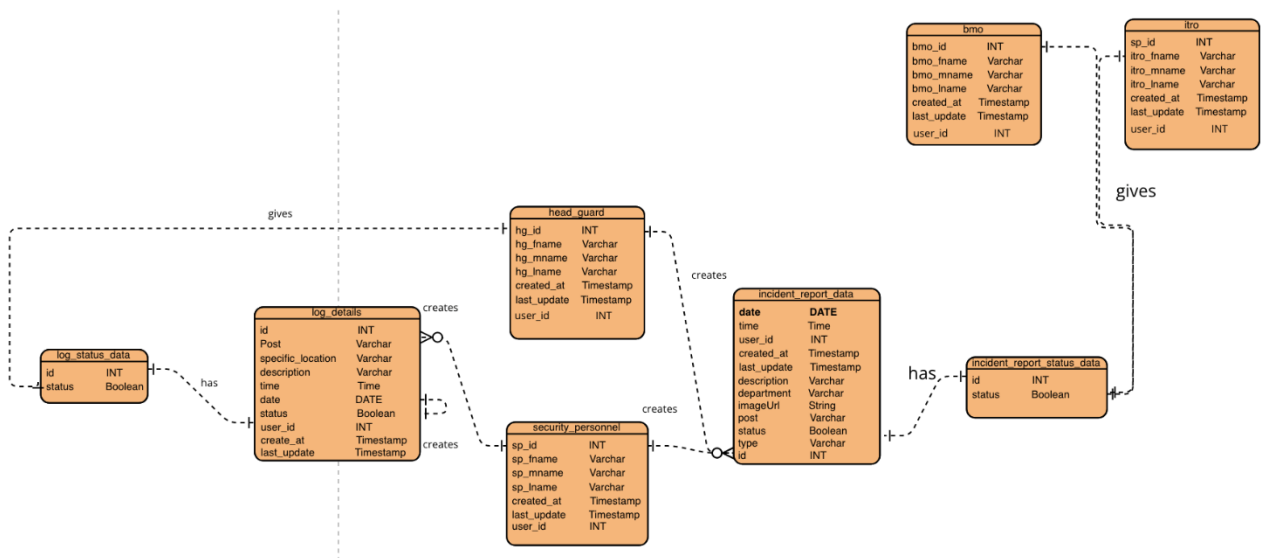 bmo
bmo_id INT
bmo_fname Varchar
bmo_mname Varchar
bmo_lname Varchar
created_at Timestamp
last_update Timestamp
user_id INT
itro
sp_id INT
itro_fname Varchar
itro_mname Varchar
itro_lname Varchar
created_at Timestamp
last_update Timestamp
user_id INT
gives
gives
head_guard
hg_id INT
hg_fname Varchar
hg_mname Varchar
hg_lname Varchar
created_at Timestamp
last_update Timestamp
user_id INT
creates
creates
log_details
id INT
Post Varchar
specific_location Varchar
description Varchar
time Time
date DATE
status Boolean
user_id INT
create_at Timestamp
last_update Timestamp
log_status_data
id INT
status Boolean
has
creates
creates
security_personnel
sp_id INT
sp_fname Varchar
sp_mname Varchar
sp_lname Varchar
created_at Timestamp
last_update Timestamp
user_id INT
incident_report_data
date DATE
time Time
user_id INT
created_at Timestamp
last_update Timestamp
description Varchar
department Varchar
imageUrl String
post Varchar
status Boolean
type Varchar
id INT
has
incident_report_status_data
id INT
status Boolean